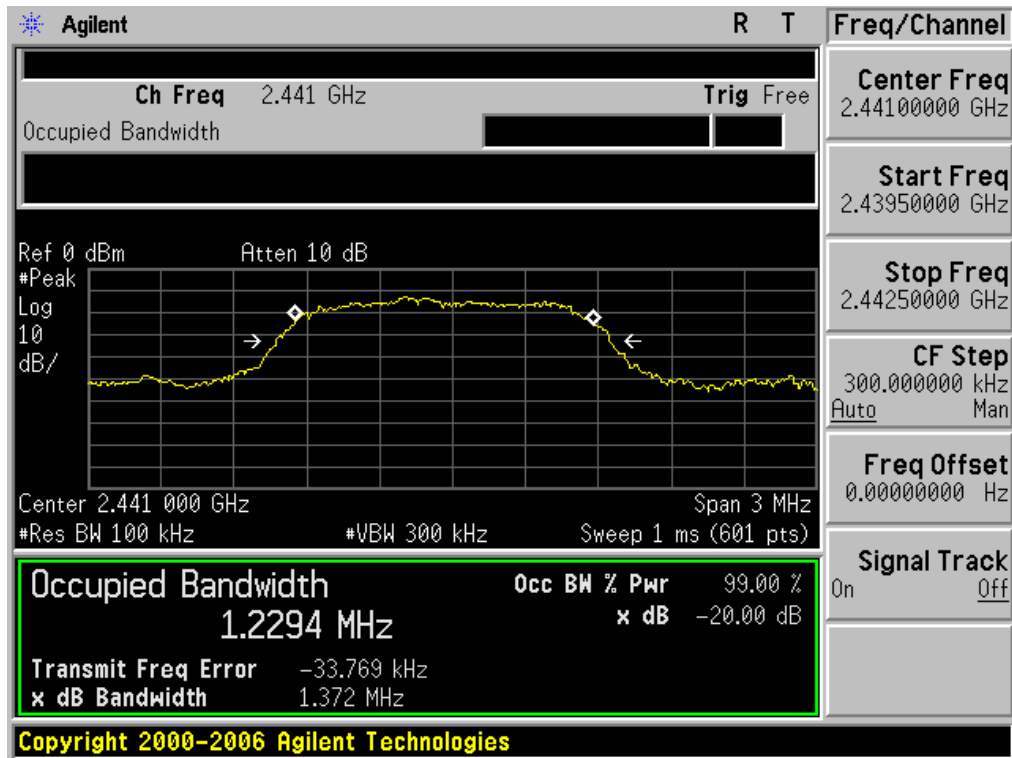 Agilent
R T
Freq/Channel
Ch Freq 2.441 GHz
Trig Free
Occupied Bandwidth
Center Freq
2.44100000 GHz
Start Freq
2.43950000 GHz
Stop Freq
2.44250000 GHz
CF Step
300.000000 kHz
Auto Man
Freq Offset
0.00000000 Hz
Signal Track
On Off
Ref 0 dBm
Atten 10 dB
#Peak
Log
10
dB/
Center 2.441 000 GHz
Span 3 MHz
#Res BW 100 kHz
#VBW 300 kHz
Sweep 1 ms (601 pts)
Occupied Bandwidth
1.2294 MHz
Occ BW % Pwr 99.00 %
x dB -20.00 dB
Transmit Freq Error -33.769 kHz
x dB Bandwidth 1.372 MHz
Copyright 2000-2006 Agilent Technologies